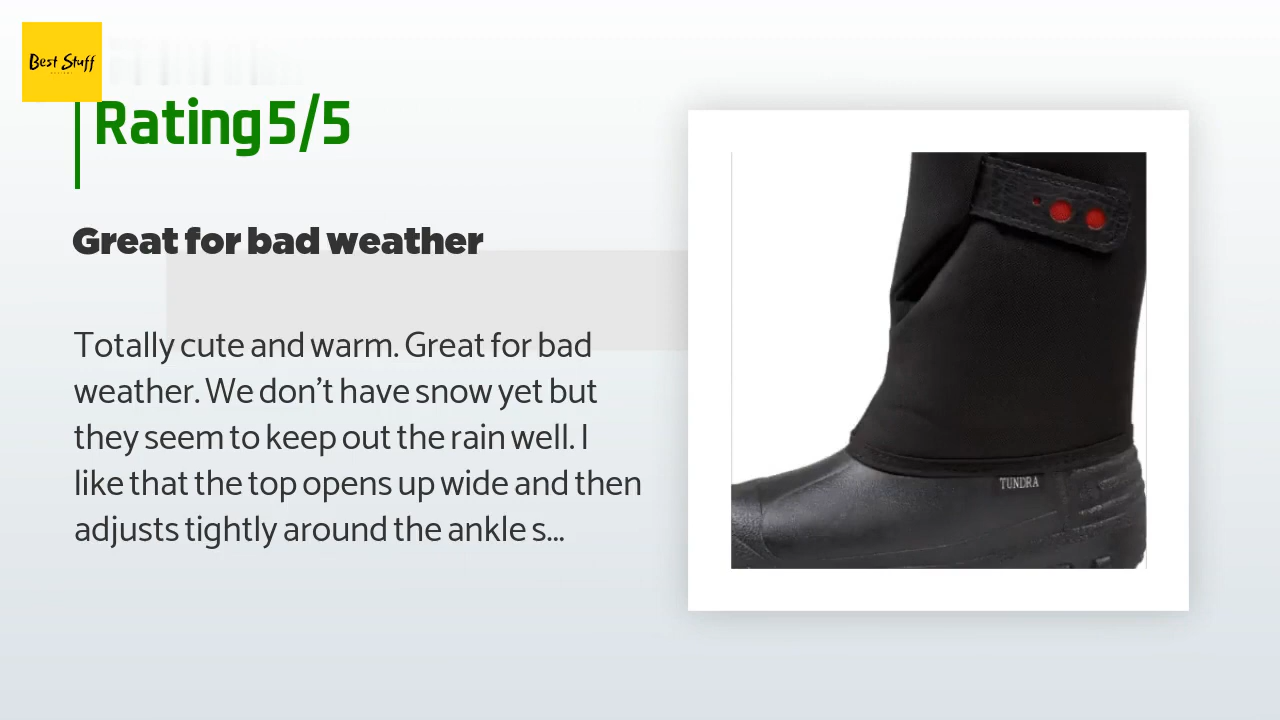 Best Stuff
Rating 5/5
Great for bad weather
Totally cute and warm. Great for bad
weather. We don't have snow yet but
they seem to keep out the rain well. I
like that the top opens up wide and then
adjusts tightly around the ankle s...
TUNDRA